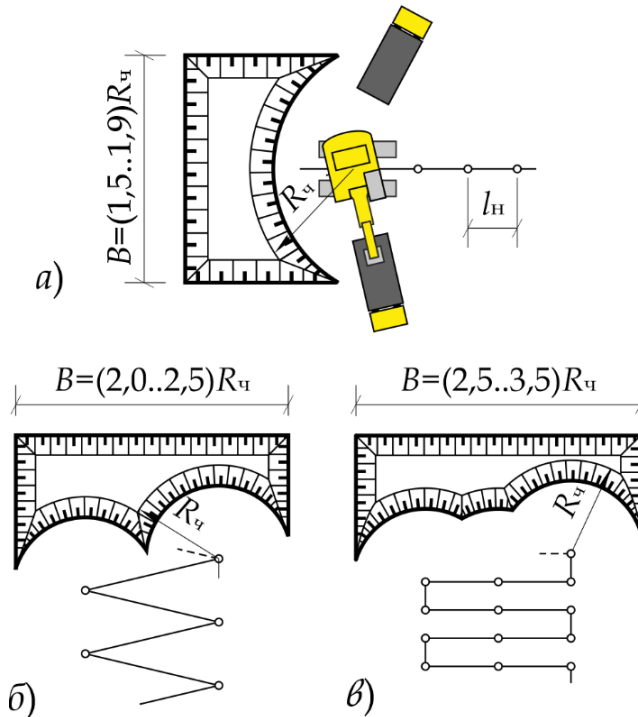 B=(1,5..1,9)Rч
Rч
lн
а)
B=(2,0..2,5)Rч
B=(2,5..3,5)Rч
Rч
Rч
б)
в)